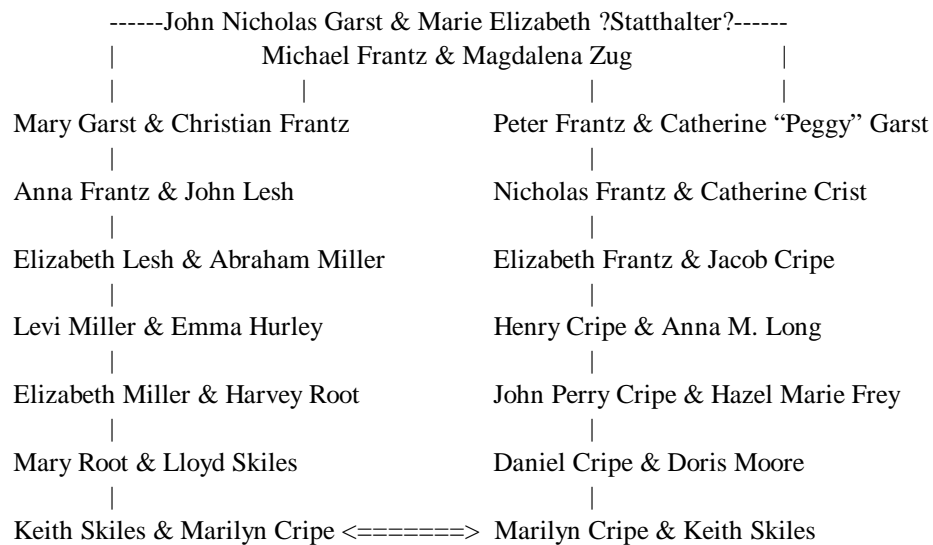 ------John Nicholas Garst & Marie Elizabeth ?Statthalter?------
| Michael Frantz & Magdalena Zug |
| | | |
Mary Garst & Christian Frantz Peter Frantz & Catherine “Peggy” Garst
| |
Anna Frantz & John Lesh Nicholas Frantz & Catherine Crist
| |
Elizabeth Lesh & Abraham Miller Elizabeth Frantz & Jacob Cripe
| |
Levi Miller & Emma Hurley Henry Cripe & Anna M. Long
| |
Elizabeth Miller & Harvey Root John Perry Cripe & Hazel Marie Frey
| |
Mary Root & Lloyd Skiles Daniel Cripe & Doris Moore
| |
Keith Skiles & Marilyn Cripe <=======> Marilyn Cripe & Keith Skiles